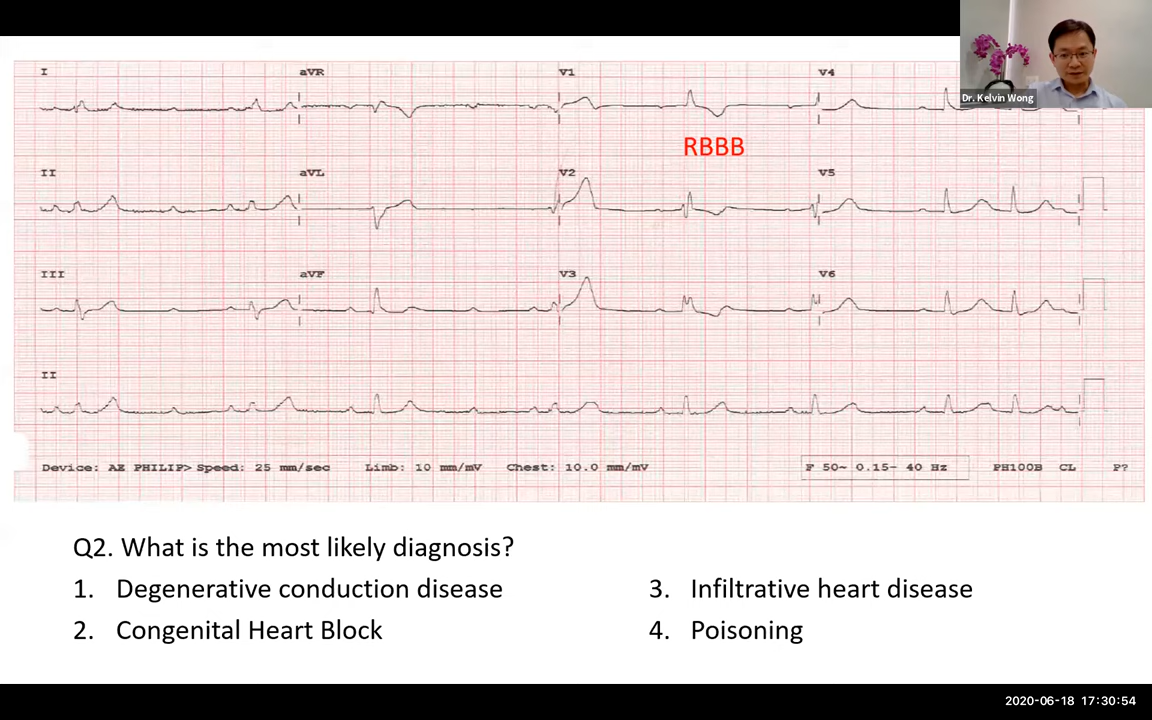 I aVR V1 V4
Dr. Kelvin Wong
RBBB
II aVL V2 V5
III aVF V3 V6
II
Device: AE PHILIP> Speed: 25 mm/sec Limb: 10 mm/mV Chest: 10.0 mm/mV F 50~ 0.15- 40 Hz PH100B CL P?
Q2. What is the most likely diagnosis?
1. Degenerative conduction disease
2. Congenital Heart Block
3. Infiltrative heart disease
4. Poisoning
2020-06-18 17:30:54